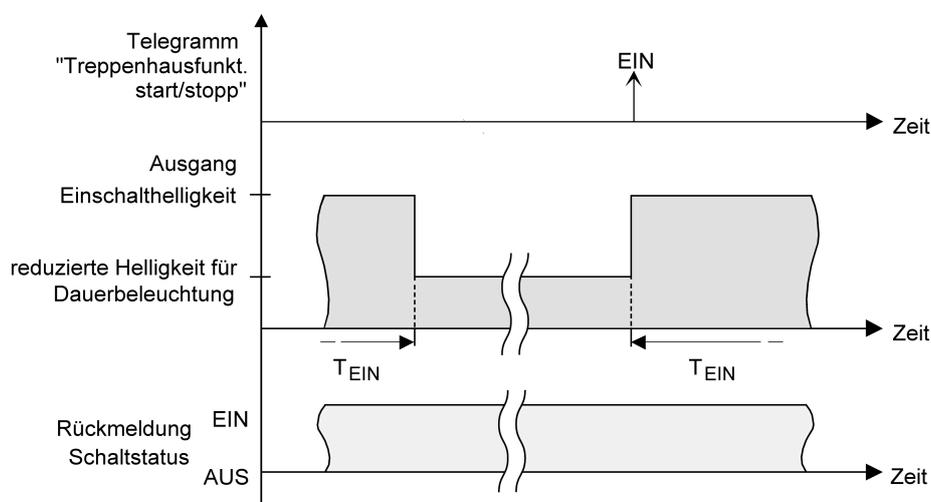 Telegramm
"Treppenhausfunkt.
start/stopp"
EIN
Zeit
Ausgang
Einschalthelligkeit
reduzierte Helligkeit für
Dauerbeleuchtung
Zeit
TEIN
TEIN
EIN
Rückmeldung
Schaltstatus
AUS
Zeit